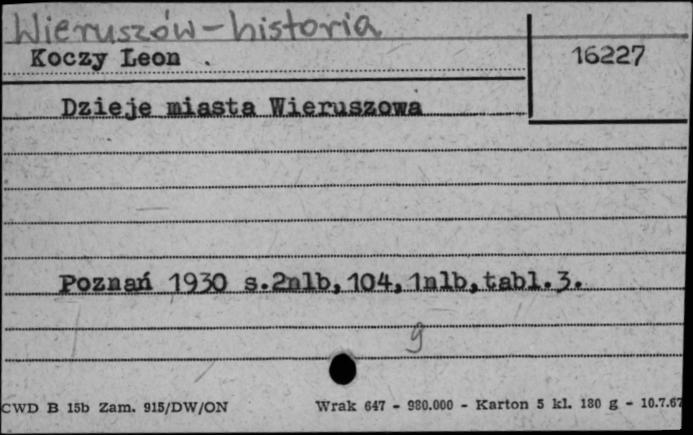 Wieruszów - historia
Koczy Leon .
16227
Dzieje miasta Wieruszowa
Poznań 1930 s.2nlb,104,1nlb,tabl.3.
g
CWD B 15b Zam. 915/DW/ON Wrak 647 - 980.000 - Karton 5 kl. 180 g - 10.7.67